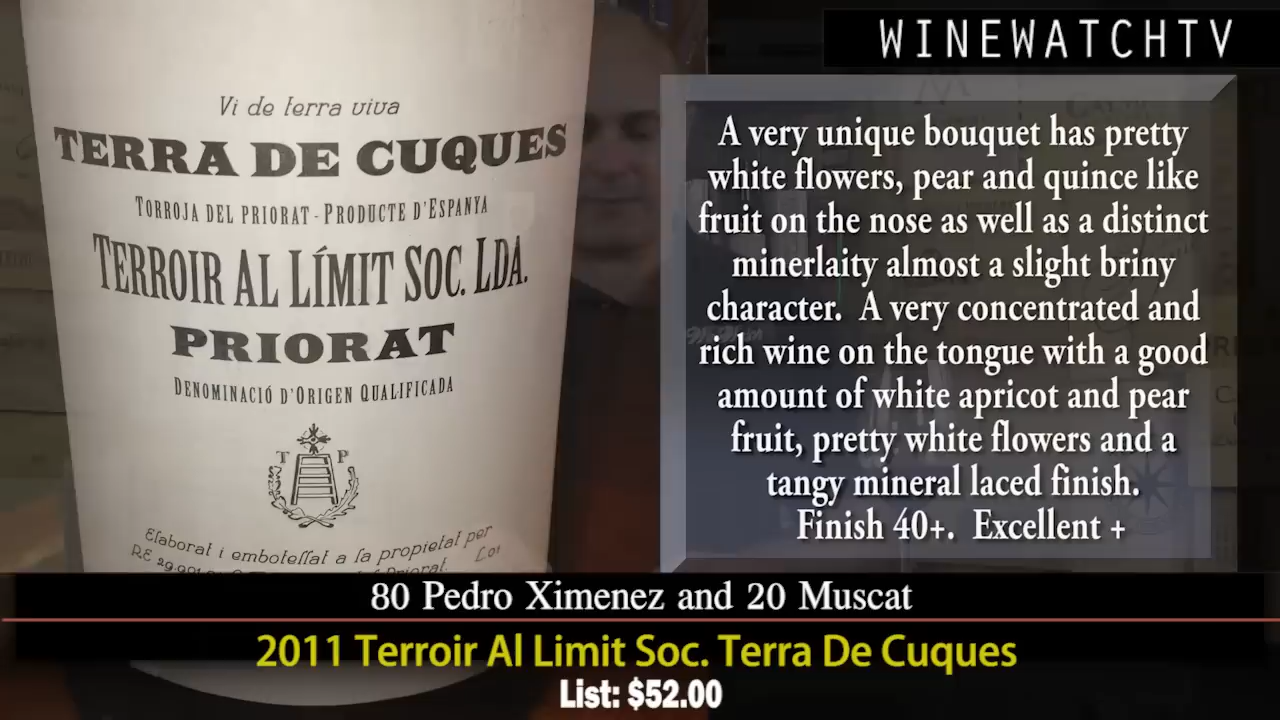 WINEWATCHTV
Vi de terra viva
TERRA DE CUQUES
TORROJA DEL PRIORAT - PRODUCTE D'ESPANYA
TERROIR AL LÍMIT SOC. LDA.
PRIORAT
DENOMINACIÓ D'ORIGEN QUALIFICADA
T P
Elaborat i embotellat a la propietat per
RE Priorat. Lot
A very unique bouquet has pretty
white flowers, pear and quince like
fruit on the nose as well as a distinct
minerlaity almost a slight briny
character. A very concentrated and
rich wine on the tongue with a good
amount of white apricot and pear
fruit, pretty white flowers and a
tangy mineral laced finish.
Finish 40+. Excellent +
80 Pedro Ximenez and 20 Muscat
2011 Terroir Al Limit Soc. Terra De Cuques
List: $52.00